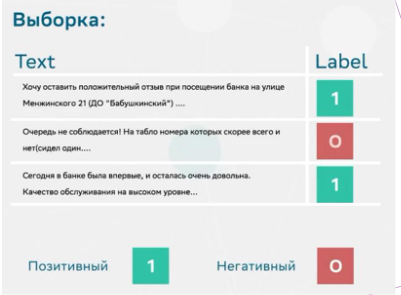 Выборка:
Text Label
Хочу оставить положительный отзыв при посещении банка на улице
Менжинского 21 (ДО "Бабушкинский") ....
1
Очередь не соблюдается! На табло номера которых скорее всего и
нет(сидел один....
0
Сегодня в банке была впервые, и осталась очень довольна.
Качество обслуживания на высоком уровне...
1
Позитивный 1 Негативный 0